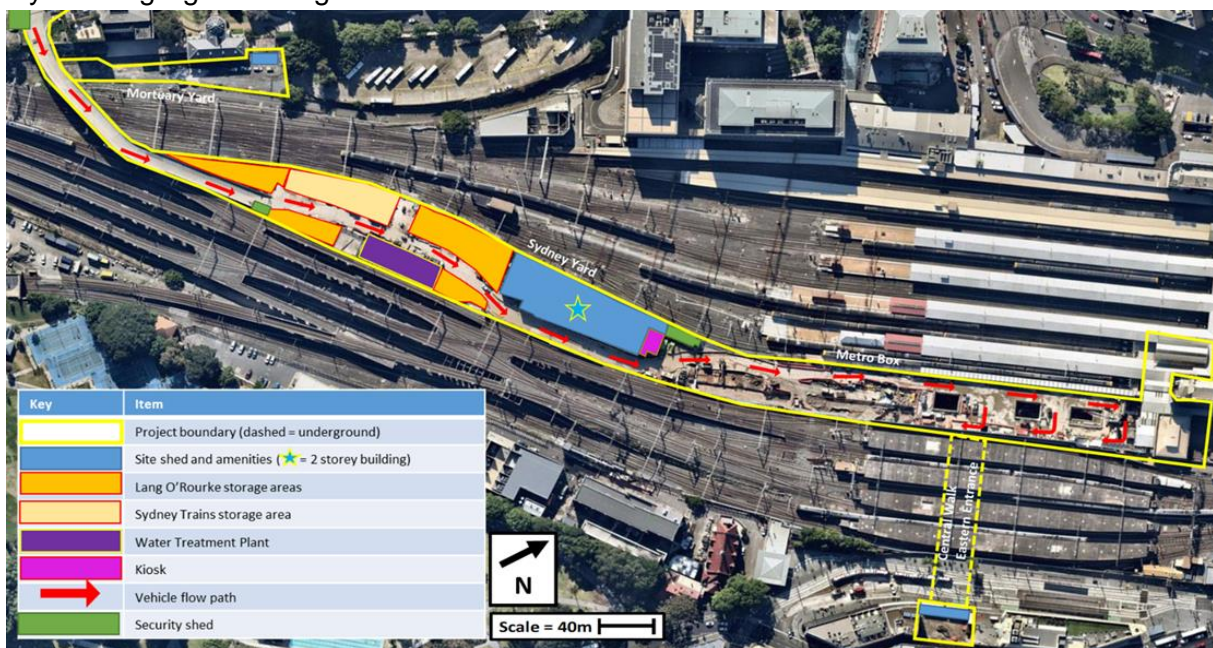 Mortuary Yard
Sydney Yard
Metro Box
Central Walk
Eastern Entrance
Key Item
Project boundary (dashed = underground)
Site shed and amenities (= 2 storey building)
Lang O'Rourke storage areas
Sydney Trains storage area
Water Treatment Plant
Kiosk
Vehicle flow path
Security shed
N
Scale = 40m